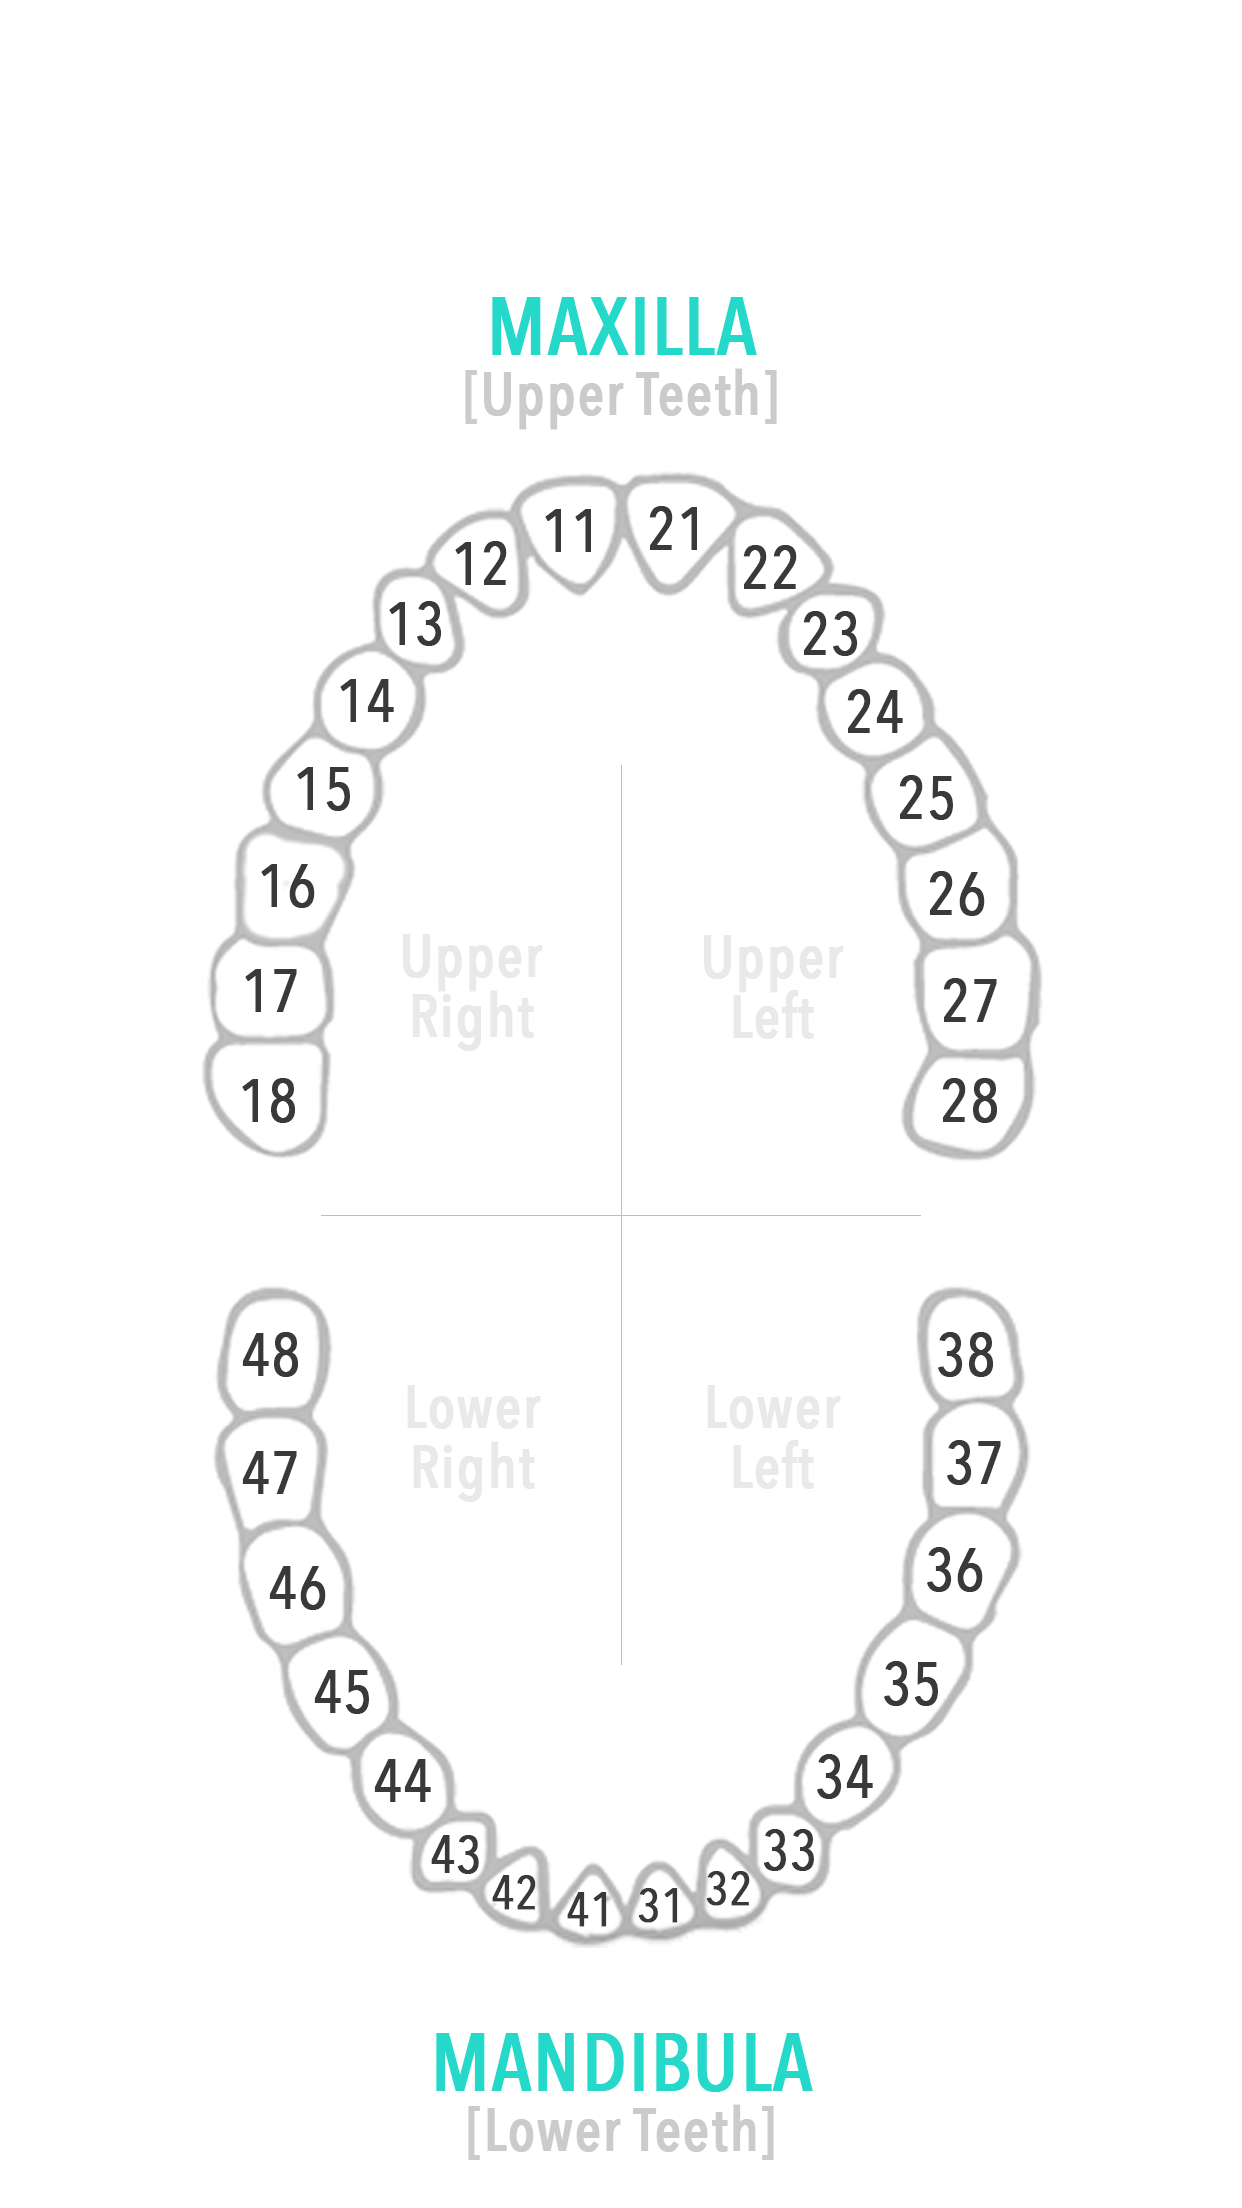 MAXILLA
[Upper Teeth]
11 21
12 22
13 23
14 24
15 25
16 26
Upper Right
Upper Left
17 27
18 28
48 38
Lower Right
Lower Left
47 37
46 36
45 35
44 34
43 33
42 32
41 31
MANDIBULA
[Lower Teeth]